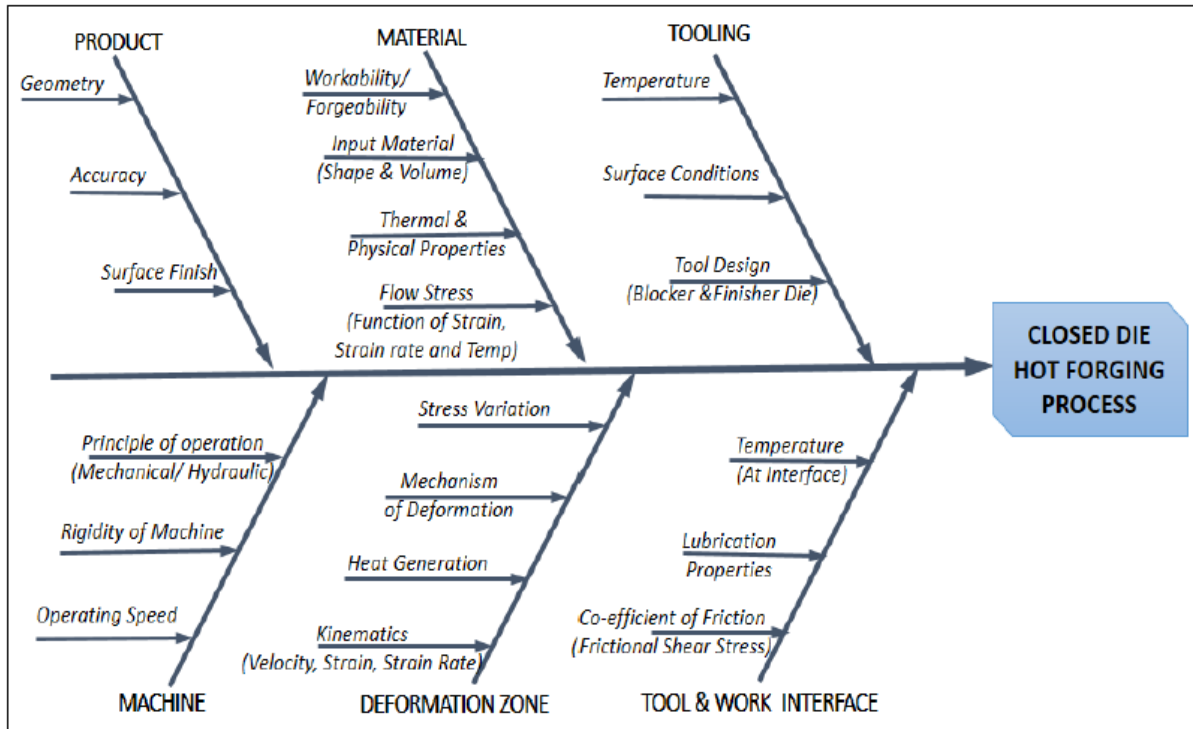 PRODUCT
Geometry
Accuracy
Surface Finish
MATERIAL
Workability/
Forgeability
Input Material
(Shape & Volume)
Thermal &
Physical Properties
Flow Stress
(Function of Strain,
Strain rate and Temp)
TOOLING
Temperature
Surface Conditions
Tool Design
(Blocker &Finisher Die)
CLOSED DIE
HOT FORGING
PROCESS
Principle of operation
(Mechanical/ Hydraulic)
Rigidity of Machine
Operating Speed
MACHINE
Stress Variation
Mechanism
of Deformation
Heat Generation
Kinematics
(Velocity, Strain, Strain Rate)
DEFORMATION ZONE
Temperature
(At Interface)
Lubrication
Properties
Co-efficient of Friction
(Frictional Shear Stress)
TOOL & WORK INTERFACE